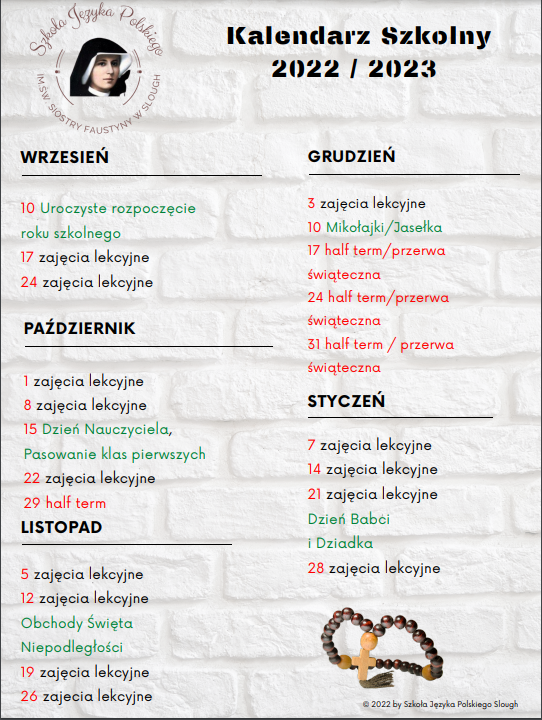 Szkoła Języka Polskiego
IM.ŚW. SIOSTRY FAUSTYNY W SLOUGH
Kalendarz Szkolny
2022 / 2023
WRZESIEŃ
10 Uroczyste rozpoczęcie
roku szkolnego
17 zajęcia lekcyjne
24 zajęcia lekcyjne
PAŹDZIERNIK
1 zajęcia lekcyjne
8 zajęcia lekcyjne
15 Dzień Nauczyciela,
Pasowanie klas pierwszych
22 zajęcia lekcyjne
29 half term
LISTOPAD
5 zajęcia lekcyjne
12 zajęcia lekcyjne
Obchody Święta
Niepodległości
19 zajęcia lekcyjne
26 zajecia lekcyjne
GRUDZIEŃ
3 zajęcia lekcyjne
10 Mikołajki/Jasełka
17 half term/przerwa
świąteczna
24 half term/przerwa
świąteczna
31 half term / przerwa
świąteczna
STYCZEŃ
7 zajęcia lekcyjne
14 zajęcia lekcyjne
21 zajęcia lekcyjne
Dzień Babci
i Dziadka
28 zajęcia lekcyjne
© 2022 by Szkoła Języka Polskiego Slough